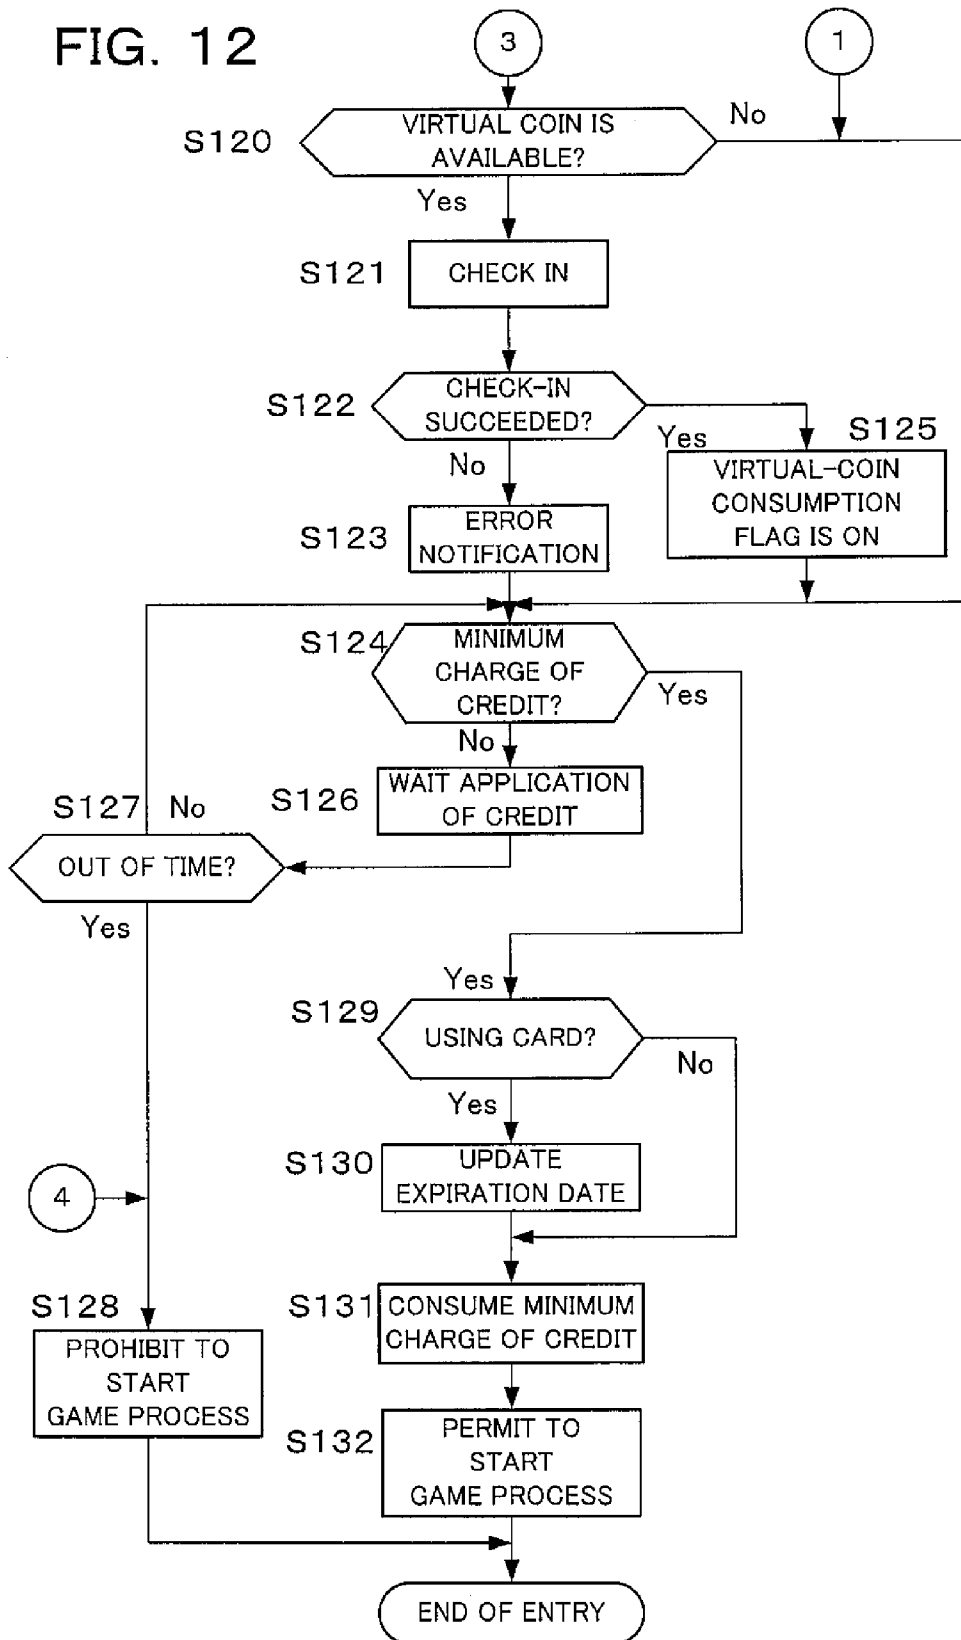 FIG. 12
3
1
S120
VIRTUAL COIN IS
AVAILABLE?
No
Yes
S121
CHECK IN
S122
CHECK-IN
SUCCEEDED?
Yes
No
S125
VIRTUAL-COIN
CONSUMPTION
FLAG IS ON
S123
ERROR
NOTIFICATION
S124
MINIMUM
CHARGE OF
CREDIT?
Yes
No
S126
WAIT APPLICATION
OF CREDIT
S127
No
OUT OF TIME?
Yes
Yes
S129
USING CARD?
No
Yes
S130
UPDATE
EXPIRATION DATE
4
S128
PROHIBIT TO
START
GAME PROCESS
S131
CONSUME MINIMUM
CHARGE OF CREDIT
S132
PERMIT TO
START
GAME PROCESS
END OF ENTRY